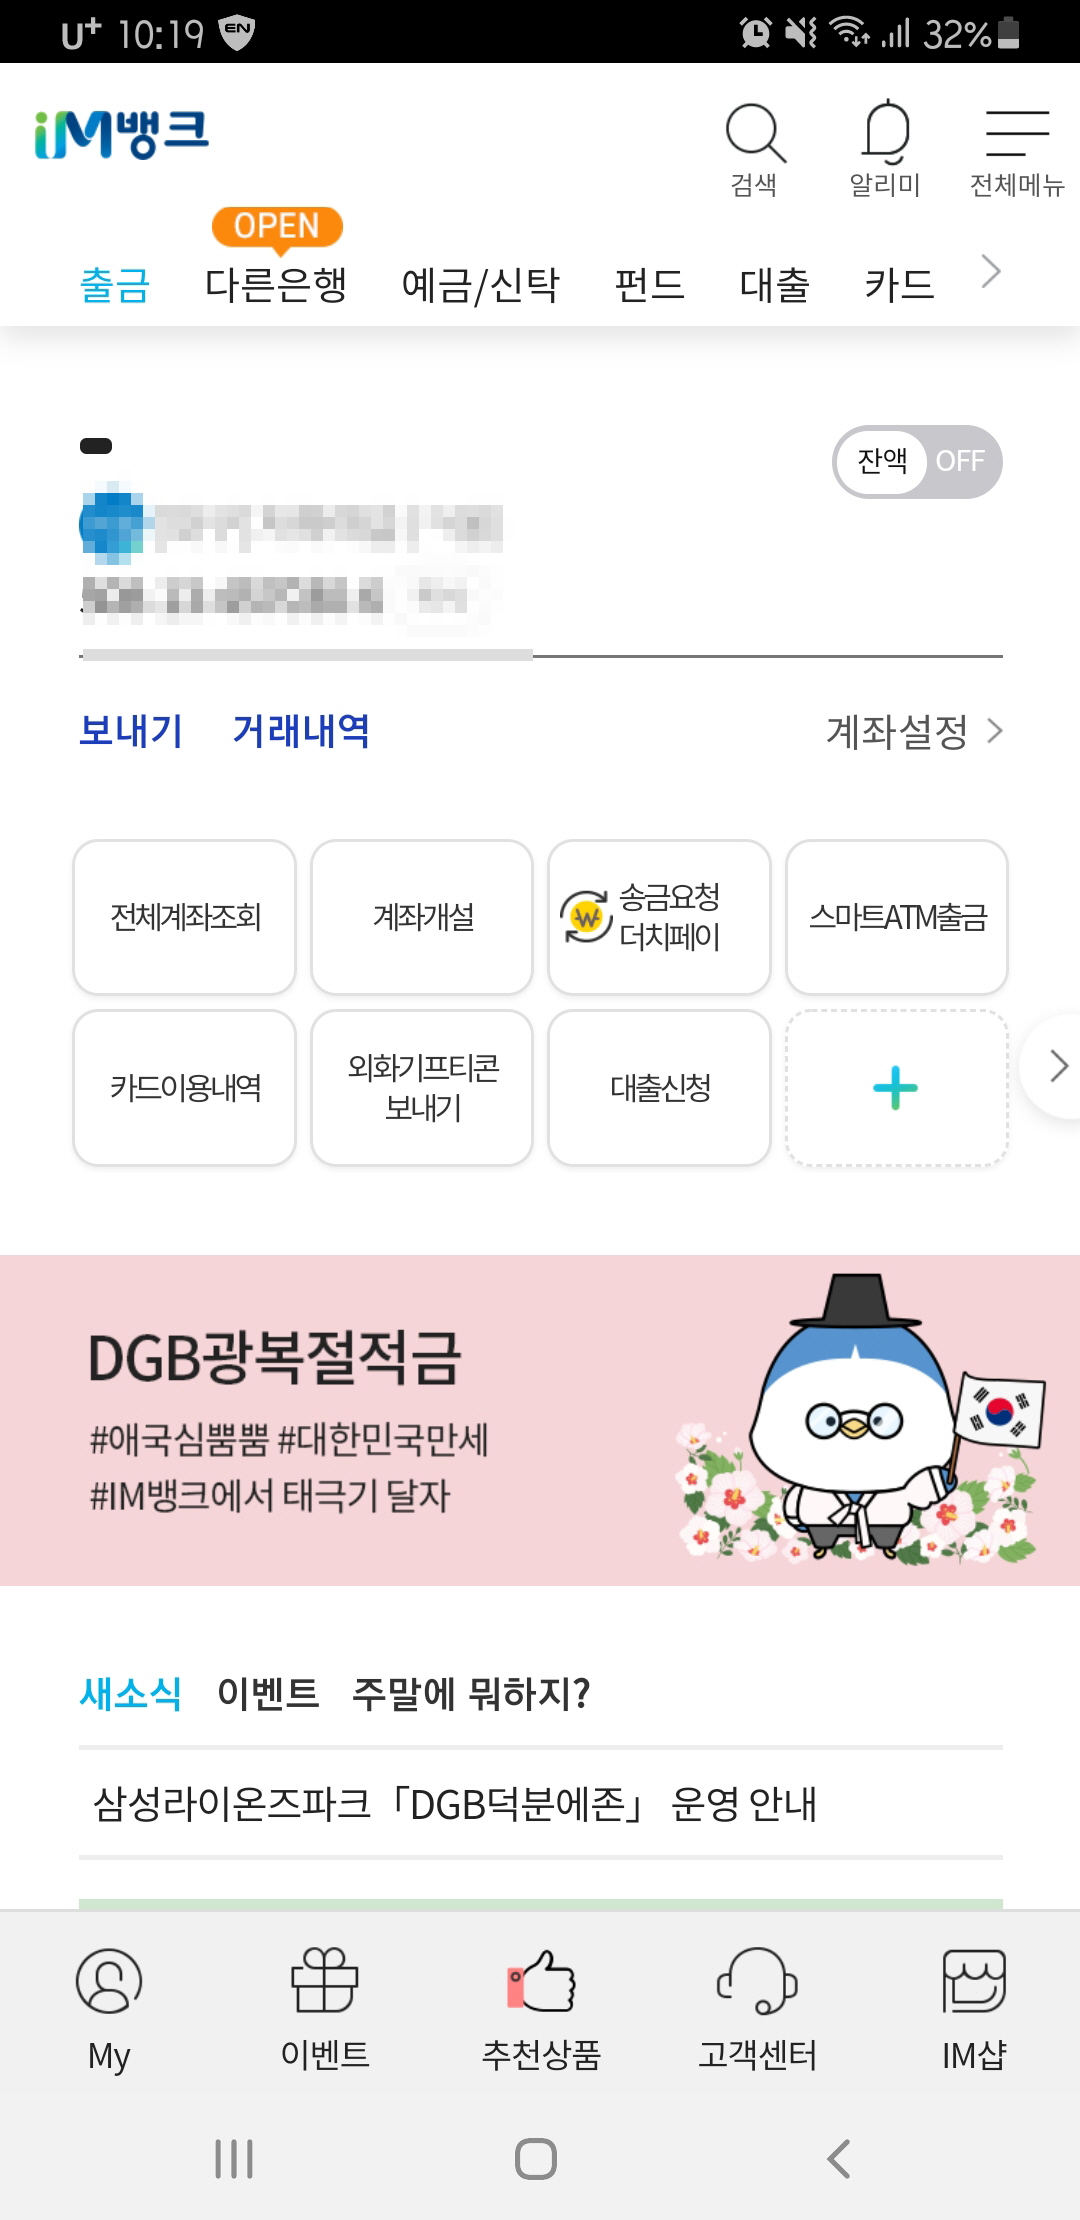 U+ 10:19 EN 32%
iM뱅크
검색 알리미 전체메뉴
OPEN
출금 다른은행 예금/신탁 펀드 대출 카드
잔액 OFF
보내기 거래내역 계좌설정
전체계좌조회 계좌개설 송금요청 더치페이 스마트ATM출금
카드이용내역 외화기프티콘 보내기 대출신청
DGB광복절적금
#애국심뿜뿜 #대한민국만세
#IM뱅크에서 태극기 달자
새소식 이벤트 주말에 뭐하지?
삼성라이온즈파크「DGB덕분에존」 운영 안내
My 이벤트 추천상품 고객센터 IM샵